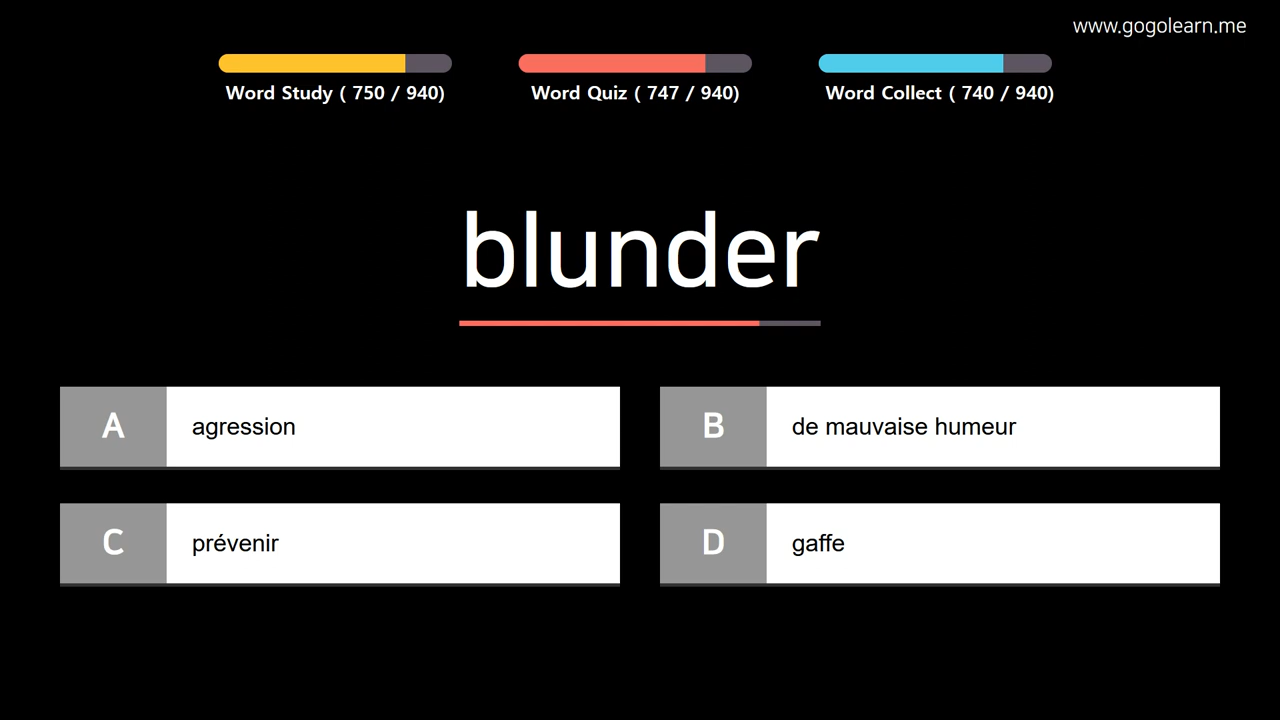 www.gogolearn.me
Word Study ( 750 / 940)
Word Quiz ( 747 / 940)
Word Collect ( 740 / 940)
blunder
A agression
B de mauvaise humeur
C prévenir
D gaffe